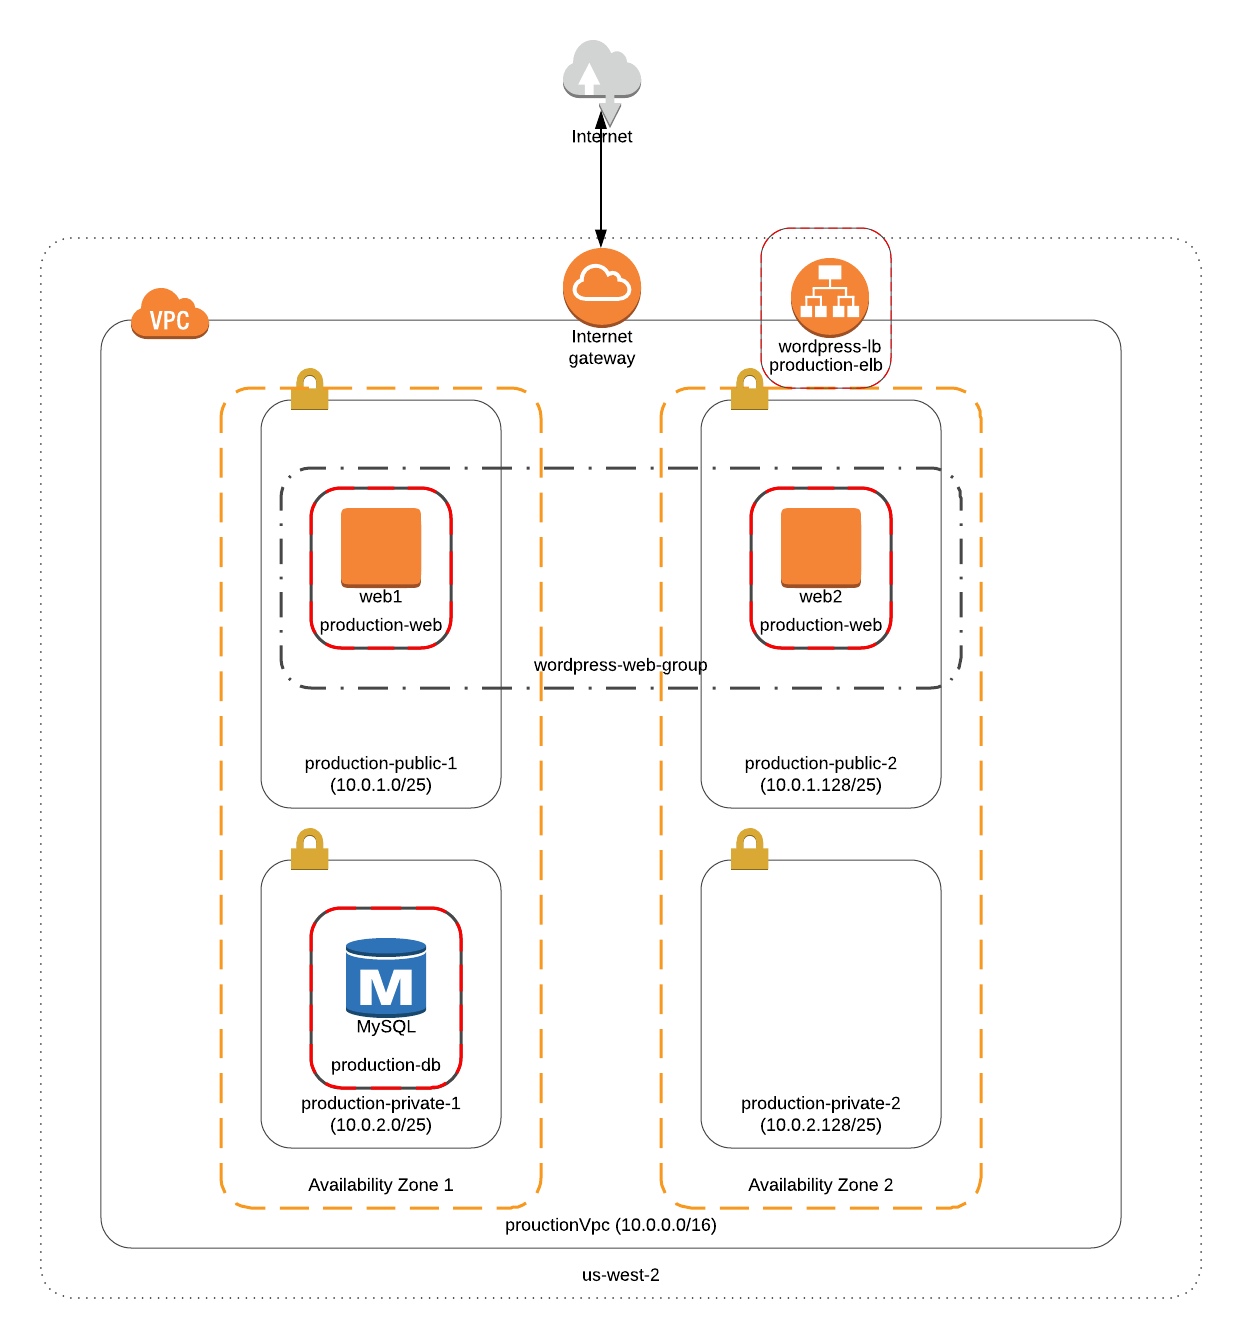 Internet
VPC
Internet
gateway
wordpress-lb
production-elb
web1
production-web
web2
production-web
wordpress-web-group
production-public-1
(10.0.1.0/25)
production-public-2
(10.0.1.128/25)
M
MySQL
production-db
production-private-1
(10.0.2.0/25)
production-private-2
(10.0.2.128/25)
Availability Zone 1
Availability Zone 2
prouctionVpc (10.0.0.0/16)
us-west-2